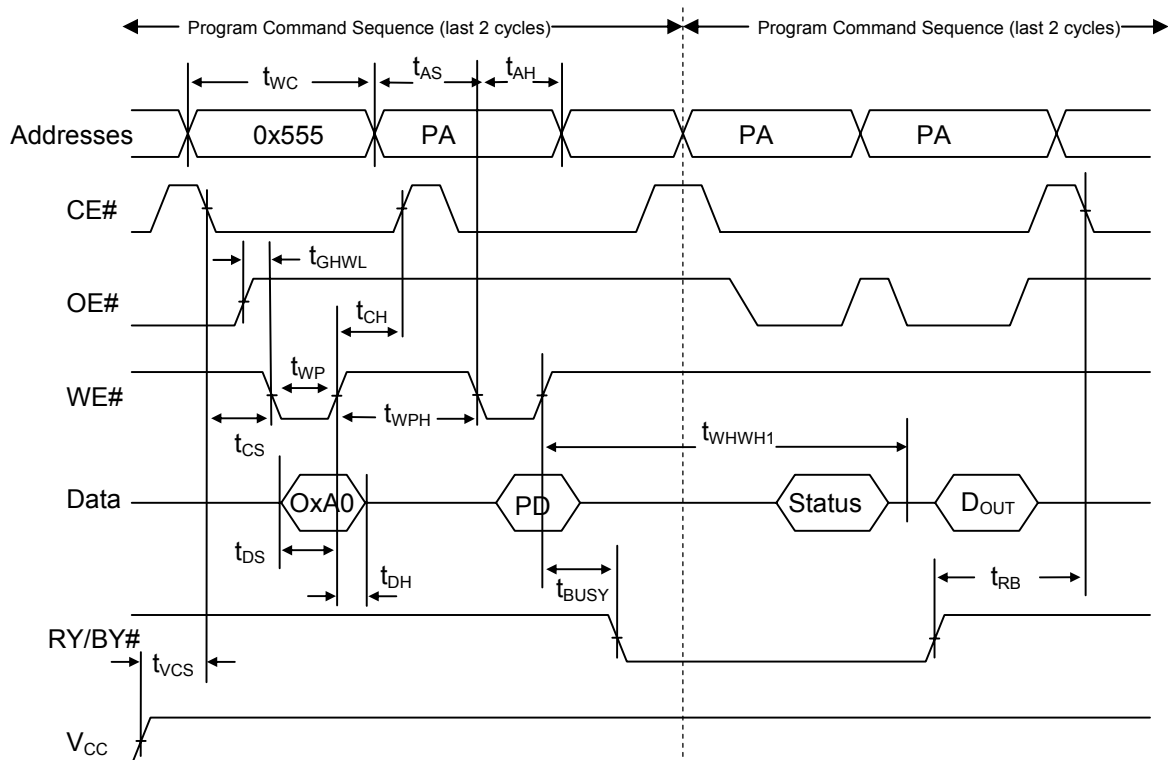 Program Command Sequence (last 2 cycles) Program Command Sequence (last 2 cycles)
tWC tAS tAH
Addresses 0x555 PA PA PA
CE#
tGHWL
OE#
tCH
tWP
WE#
tWPH
tWHWH1
tCS
Data OxA0 PD Status DOUT
tDS
tDH
tBUSY tRB
RY/BY#
tVCS
VCC